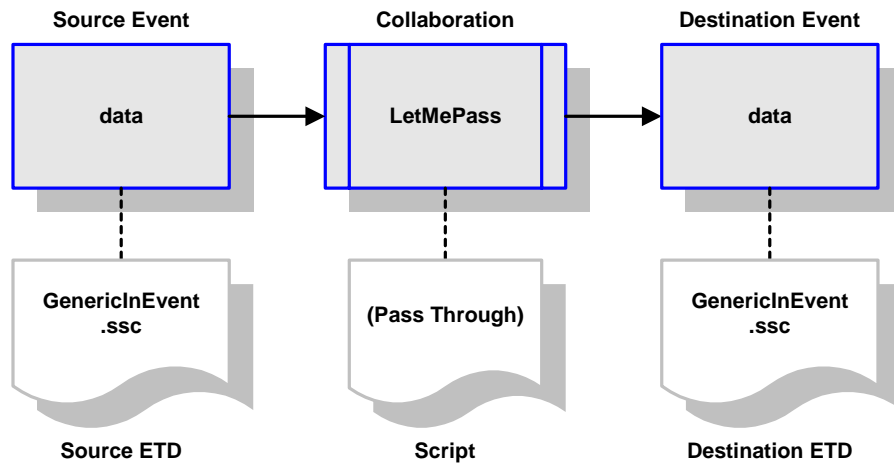 Source Event
Collaboration
Destination Event
data
LetMePass
data
GenericInEvent
.ssc
(Pass Through)
GenericInEvent
.ssc
Source ETD
Script
Destination ETD